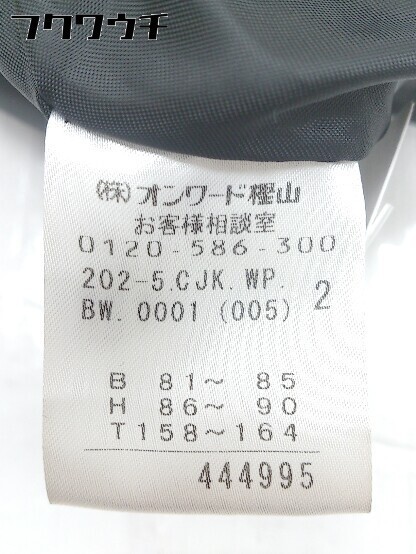 フクワウチ
(株)オンワード樫山
お客様相談室
0120-586-300
202-5.CJK.WP.
BW.0001 (005) 2
B 81~ 85
H 86~ 90
T158~164
444995